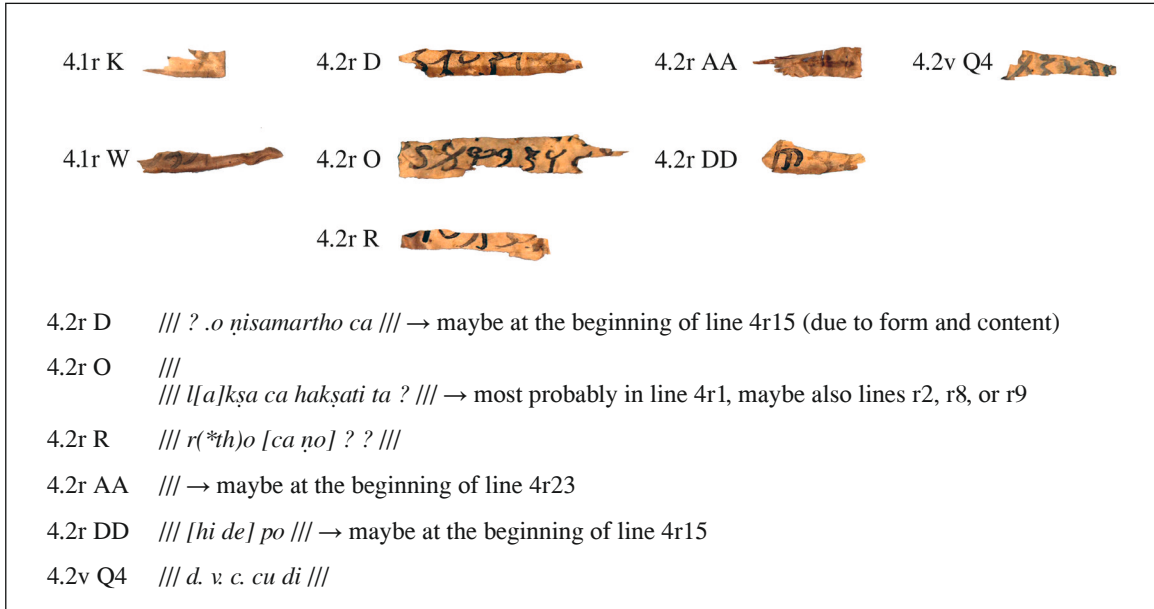 4.1r K 4.2r D 4.2r AA 4.2v Q4
4.1r W 4.2r O 4.2r DD
4.2r R
4.2r D /// ? .o ṇisamartho ca /// → maybe at the beginning of line 4r15 (due to form and content)
4.2r O ///
/// l[a]kṣa ca hakṣati ta ? /// → most probably in line 4r1, maybe also lines r2, r8, or r9
4.2r R /// r(*th)o [ca ṇo] ? ? ///
4.2r AA /// → maybe at the beginning of line 4r23
4.2r DD /// [hi de] po /// → maybe at the beginning of line 4r15
4.2v Q4 /// d. v. c. cu di ///